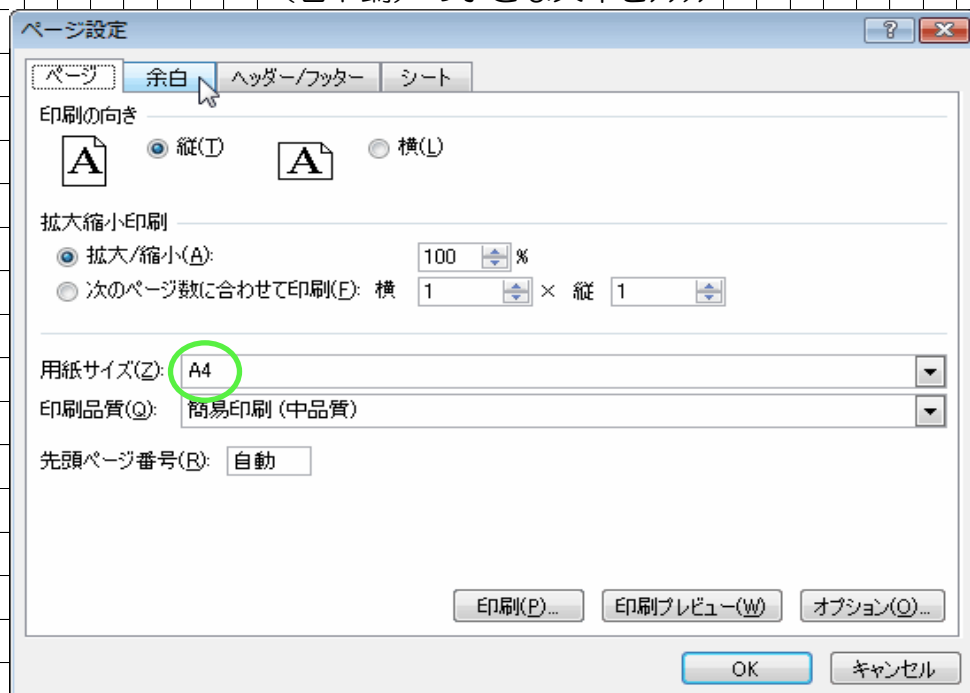 ページ設定
ページ 余白 ヘッダー/フッター シート
印刷の向き
A 縦(T) A 横(L)
拡大縮小印刷
拡大/縮小(A): 100 %
次のページ数に合わせて印刷(F): 横 1 × 縦 1
用紙サイズ(Z): A4
印刷品質(Q): 簡易印刷 (中品質)
先頭ページ番号(R): 自動
印刷(P)... 印刷プレビュー(W) オプション(O)...
OK キャンセル